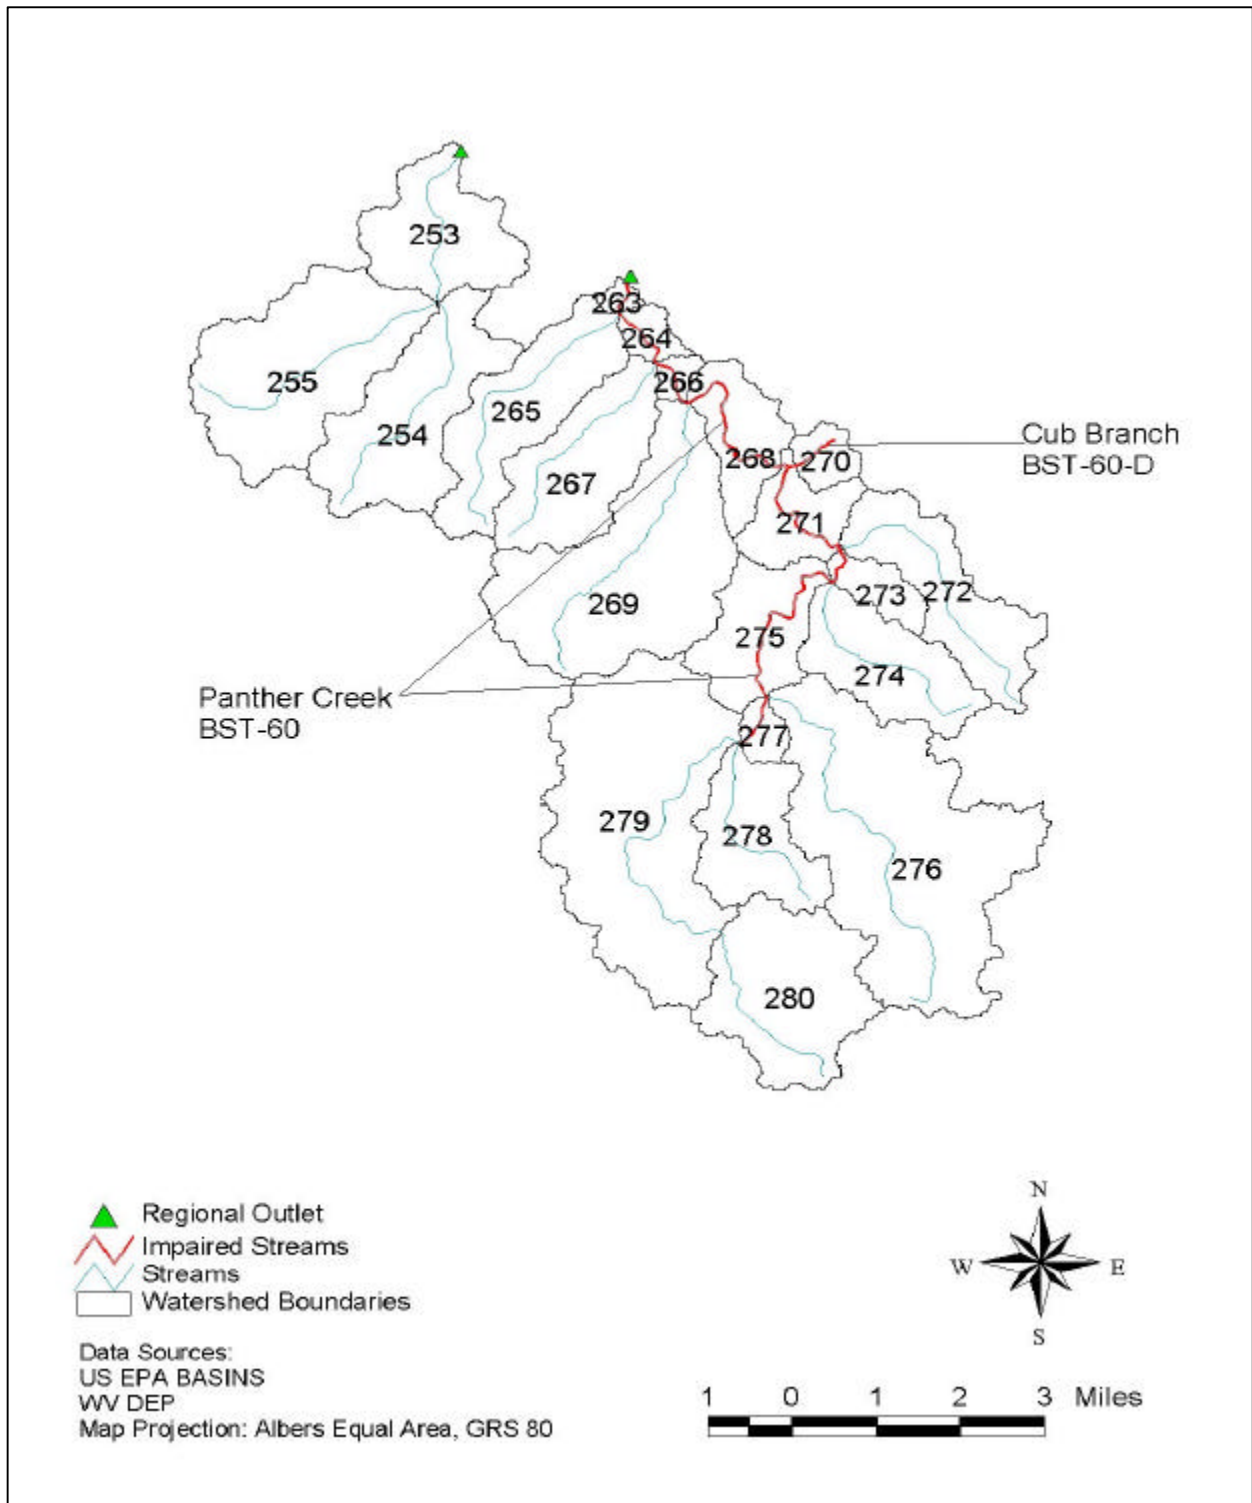 253
263
264
255
266
265
254
268
270
Cub Branch
BST-60-D
267
271
269
273
272
275
274
Panther Creek
BST-60
277
279
278
276
280
Regional Outlet
Impaired Streams
Streams
Watershed Boundaries
Data Sources:
US EPA BASINS
WV DEP
Map Projection: Albers Equal Area, GRS 80
N
W E
S
1 0 1 2 3 Miles